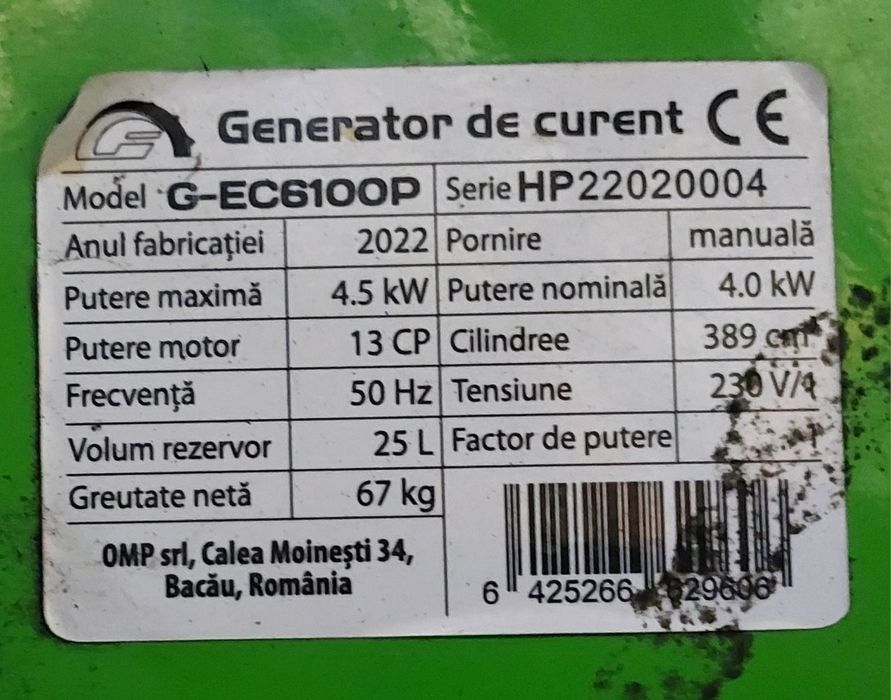 Generator de curent CE
Model G-EC6100P Serie HP22020004
Anul fabricației 2022 Pornire manuală
Putere maximă 4.5 kW Putere nominală 4.0 kW
Putere motor 13 CP Cilindree 389
Frecvență 50 Hz Tensiune 230 V/1
Volum rezervor 25 L Factor de putere
Greutate netă 67 kg
OMP srl, Calea Moinești 34,
Bacău, România
6 425266 629606